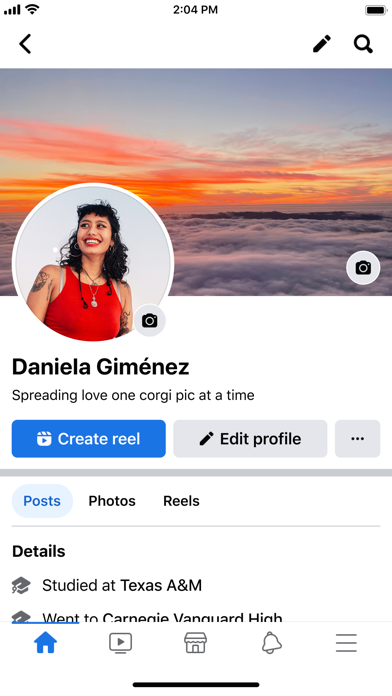 2:04 PM
Daniela Giménez
Spreading love one corgi pic at a time
Create reel
Edit profile
Posts
Photos
Reels
Details
Studied at Texas A&M
Went to Carnegie Vanguard High